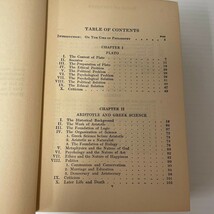 TABLE OF CONTENTS
INTRODUCTION: ON THE USES OF PHILOSOPHY
CHAPTER I
PLATO
I. The Context of Plato
II. Socrates
III. The Preparation of Plato
IV. The Ethical Problem
V. The Political Problem
VI. The Psychological Problem
VII. The Psychological Solution
VIII. The Political Solution
IX. The Ethical Solution
X. Criticism
CHAPTER II
ARISTOTLE AND GREEK SCIENCE
I. The Historical Background
II. The Work of Aristotle
III. The Foundation of Logic
IV. The Organization of Science
1. Greek Science before Aristotle
2. Aristotle as a Naturalist
3. The Foundation of Biology
V. Metaphysics and the Nature of God
VI. Psychology and the Nature of Art
VII. Ethics and the Nature of Happiness
VIII. Politics
1. Communism and Conservatism
2. Marriage and Education
3. Democracy and Aristocracy
IX. Criticism
X. Later Life and Death